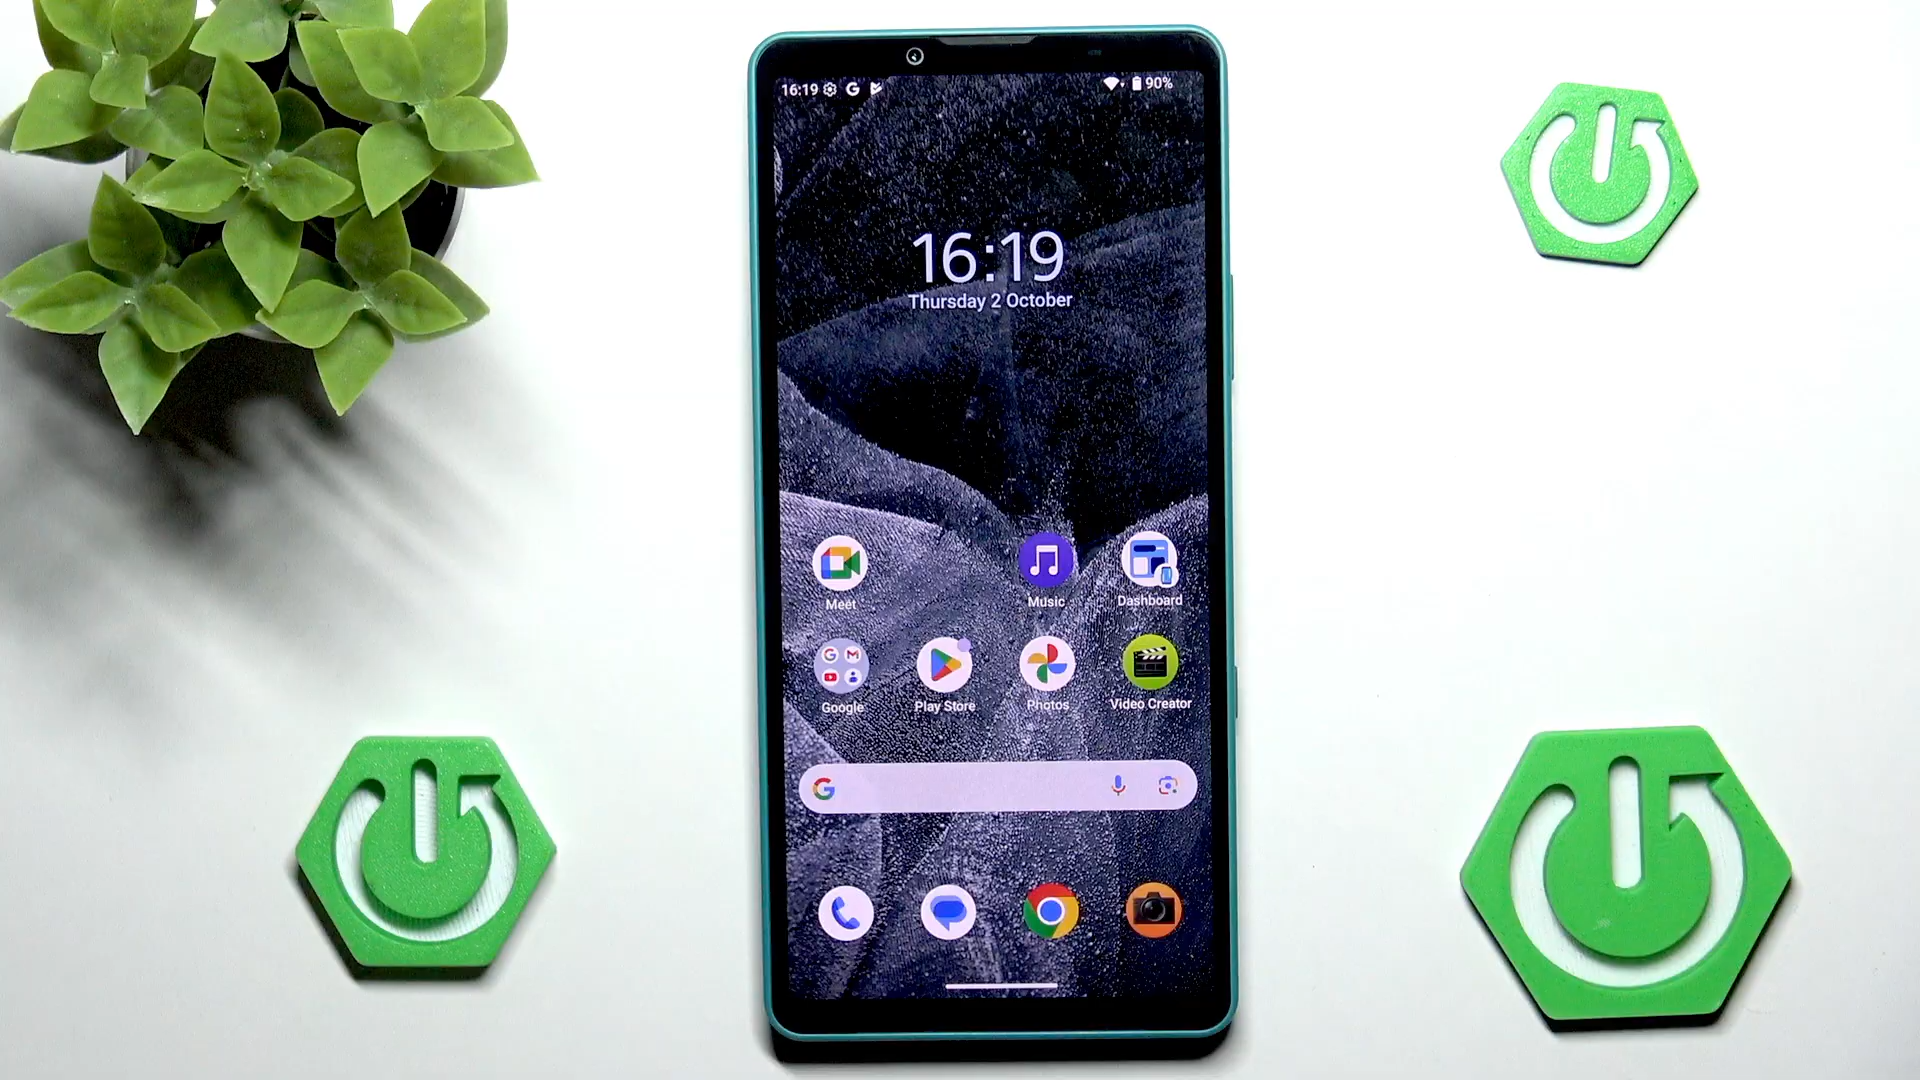 16:19
90%
16:19
Thursday 2 October
Meet
Music
Dashboard
Google
Play Store
Photos
Video Creator